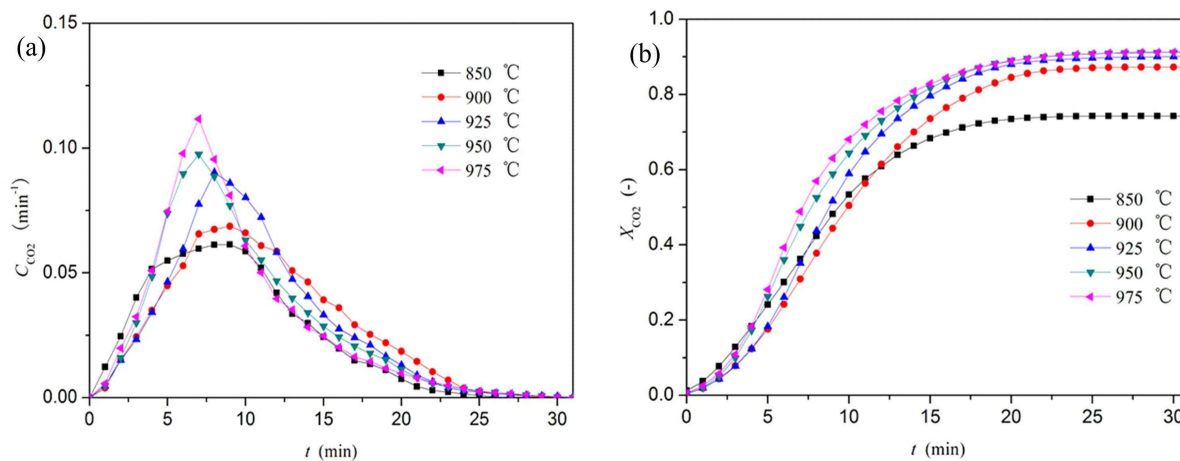 (a)
0.15
0.10
0.05
0.00
C_CO2 (min⁻¹)
850 ℃
900 ℃
925 ℃
950 ℃
975 ℃
0 5 10 15 20 25 30
t (min)
(b)
1.0
0.8
0.6
0.4
0.2
0.0
X_CO2 (-)
850 ℃
900 ℃
925 ℃
950 ℃
975 ℃
0 5 10 15 20 25 30
t (min)